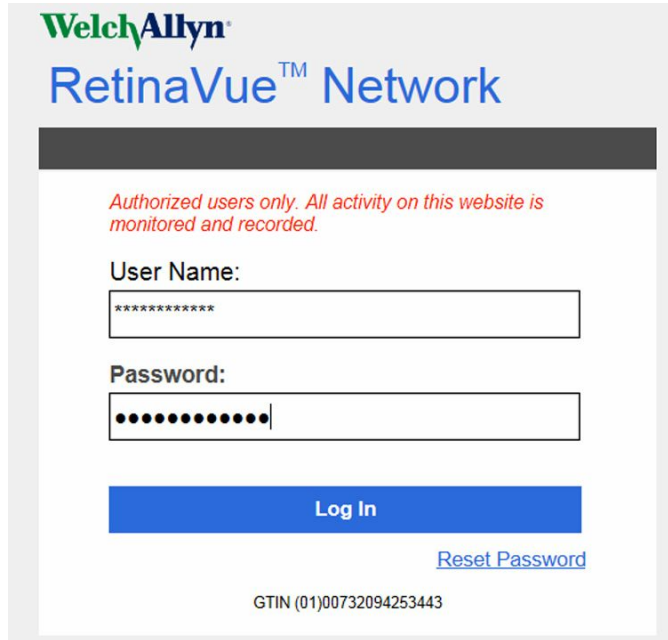 WelchAllyn®
RetinaVue™ Network
Authorized users only. All activity on this website is
monitored and recorded.
User Name:
************
Password:
●●●●●●●●●●●●
Log In
Reset Password
GTIN (01)00732094253443